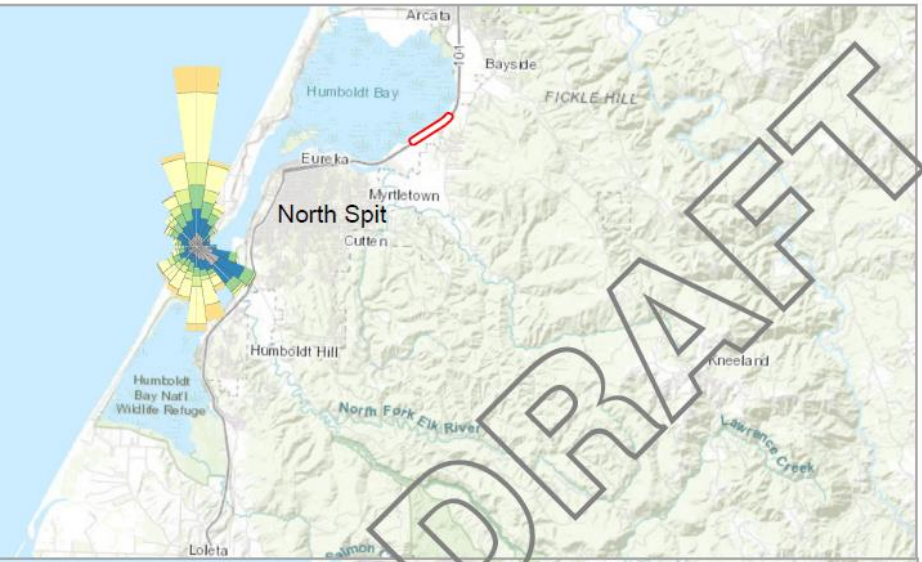 Arcata
101
Bayside
Humboldt Bay
FICKLE HILL
Eureka
Myrtletown
North Spit
Cutten
Humboldt Hill
Kneeland
Humboldt
Bay Nat'l
Wildlife Refuge
North Fork Elk River
Lawrence Creek
Loleta
Salmon C
DRAFT